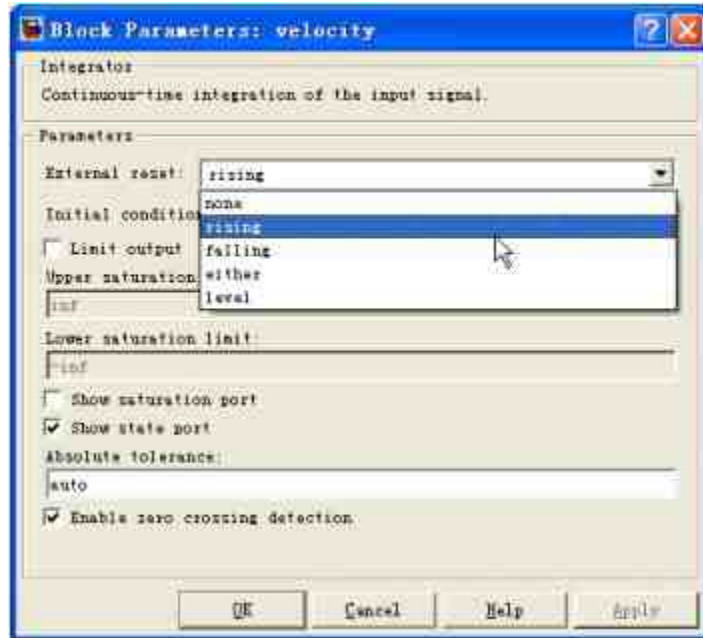 Block Parameters: velocity
Integrator
Continuous-time integration of the input signal.
Parameters
External reset: rising
none
Initial condition
rising
Limit output
falling
Upper saturation
either
inf
level
Lower saturation limit:
-inf
Show saturation port
Show state port
Absolute tolerance:
auto
Enable zero crossing detection
OK Cancel Help Apply